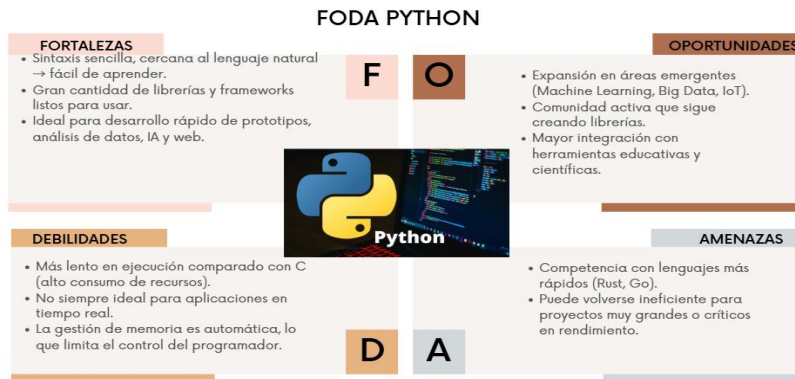 FODA PYTHON
FORTALEZAS
• Sintaxis sencilla, cercana al lenguaje natural
→ fácil de aprender.
• Gran cantidad de librerías y frameworks
listos para usar.
• Ideal para desarrollo rápido de prototipos,
análisis de datos, IA y web.
F
O
OPORTUNIDADES
• Expansión en áreas emergentes
(Machine Learning, Big Data, IoT).
• Comunidad activa que sigue
creando librerías.
• Mayor integración con
herramientas educativas y
científicas.
Python
DEBILIDADES
• Más lento en ejecución comparado con C
(alto consumo de recursos).
• No siempre ideal para aplicaciones en
tiempo real.
• La gestión de memoria es automática, lo
que limita el control del programador.
D
A
AMENAZAS
• Competencia con lenguajes más
rápidos (Rust, Go).
• Puede volverse ineficiente para
proyectos muy grandes o críticos
en rendimiento.